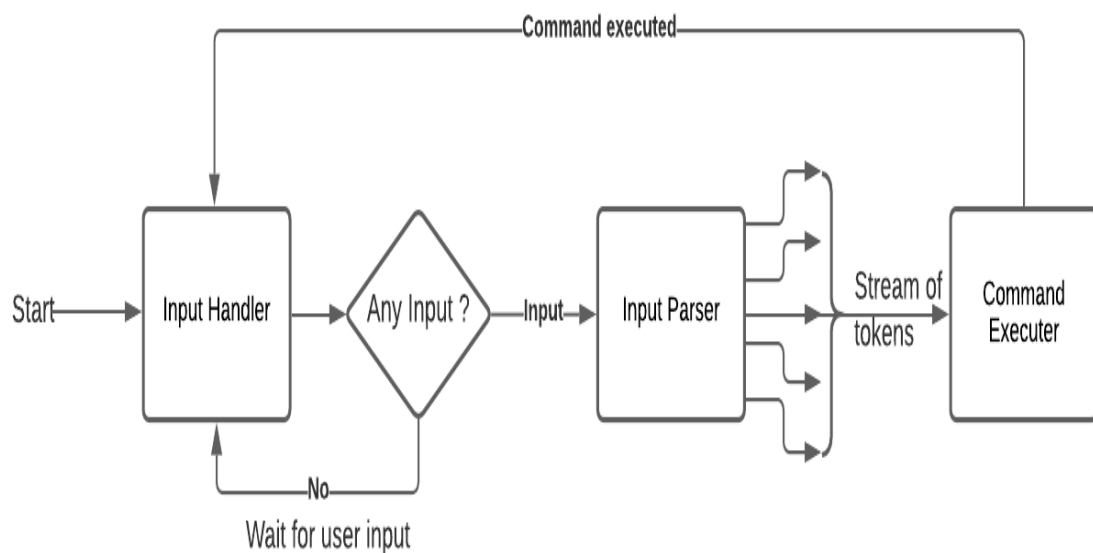 Command executed
Start
Input Handler
Any Input ?
Input
Input Parser
Stream of
tokens
Command
Executer
No
Wait for user input